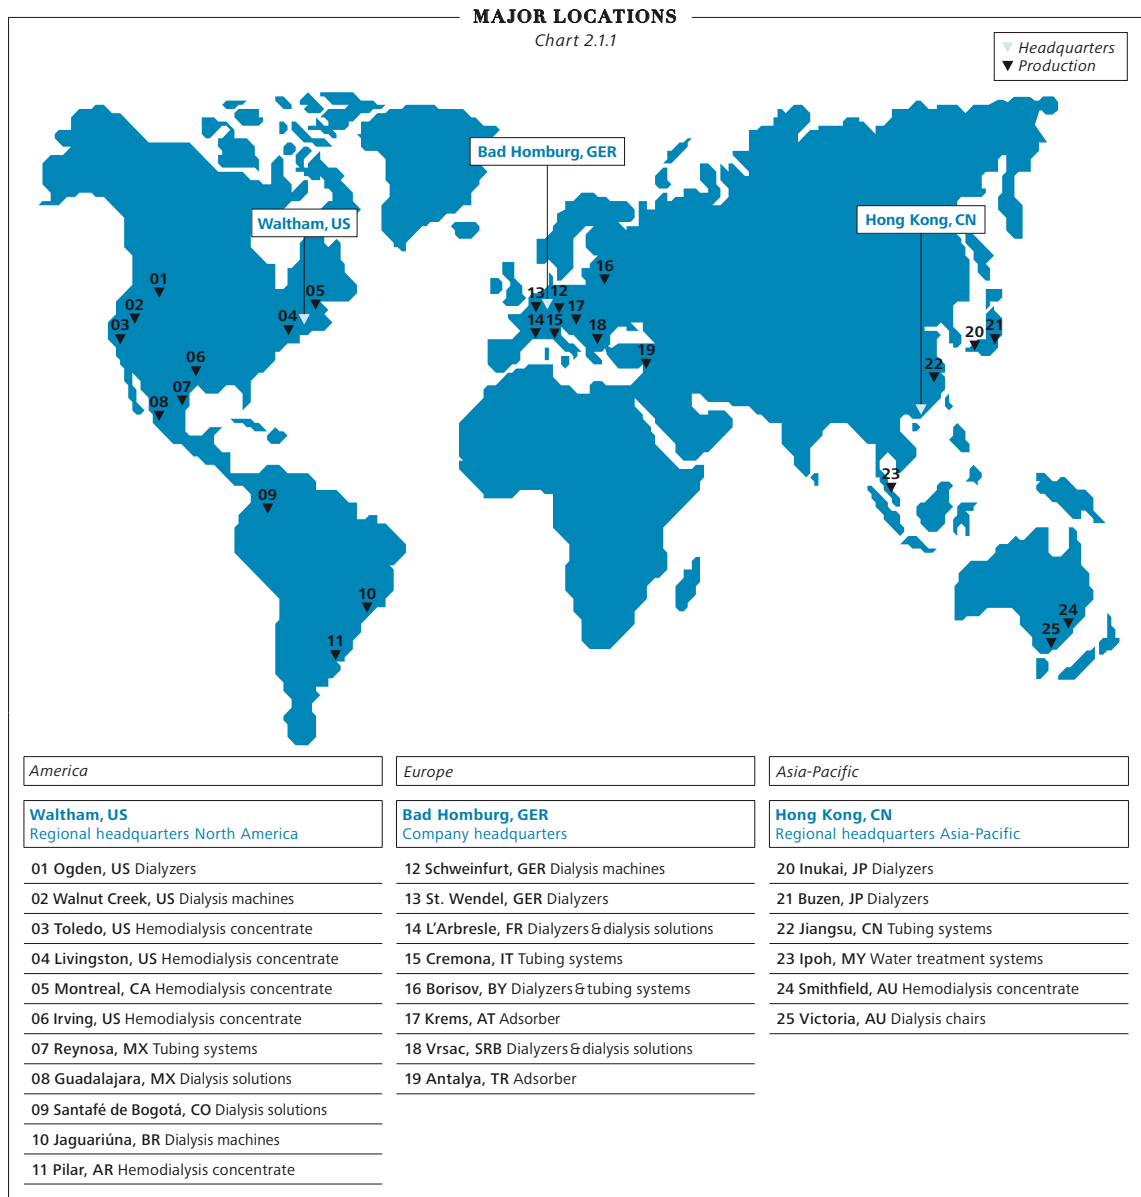 MAJOR LOCATIONS
Chart 2.1.1
Headquarters
Production
Bad Homburg, GER
Waltham, US
Hong Kong, CN
01
02
03
04
05
06
07
08
09
10
11
12
13
14
15
16
17
18
19
20
21
22
23
24
25
America
Waltham, US
Regional headquarters North America
01 Ogden, US Dialyzers
02 Walnut Creek, US Dialysis machines
03 Toledo, US Hemodialysis concentrate
04 Livingston, US Hemodialysis concentrate
05 Montreal, CA Hemodialysis concentrate
06 Irving, US Hemodialysis concentrate
07 Reynosa, MX Tubing systems
08 Guadalajara, MX Dialysis solutions
09 Santafé de Bogotá, CO Dialysis solutions
10 Jaguariúna, BR Dialysis machines
11 Pilar, AR Hemodialysis concentrate
Europe
Bad Homburg, GER
Company headquarters
12 Schweinfurt, GER Dialysis machines
13 St. Wendel, GER Dialyzers
14 L'Arbresle, FR Dialyzers & dialysis solutions
15 Cremona, IT Tubing systems
16 Borisov, BY Dialyzers & tubing systems
17 Krems, AT Adsorber
18 Vrsac, SRB Dialyzers & dialysis solutions
19 Antalya, TR Adsorber
Asia-Pacific
Hong Kong, CN
Regional headquarters Asia-Pacific
20 Inukai, JP Dialyzers
21 Buzen, JP Dialyzers
22 Jiangsu, CN Tubing systems
23 Ipoh, MY Water treatment systems
24 Smithfield, AU Hemodialysis concentrate
25 Victoria, AU Dialysis chairs